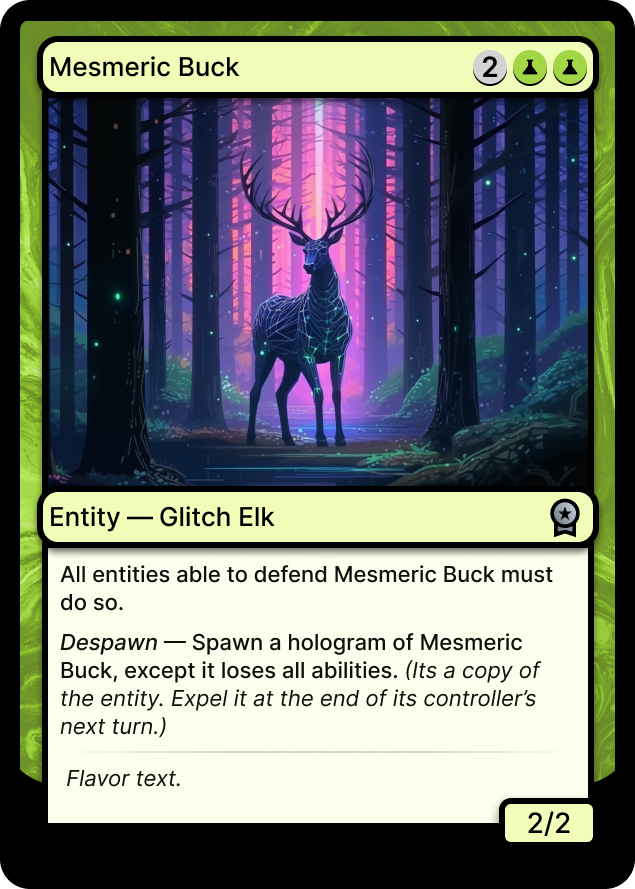 Mesmeric Buck
2
Entity — Glitch Elk
All entities able to defend Mesmeric Buck must
do so.
Despawn — Spawn a hologram of Mesmeric
Buck, except it loses all abilities. (Its a copy of
the entity. Expel it at the end of its controller’s
next turn.)
Flavor text.
2/2